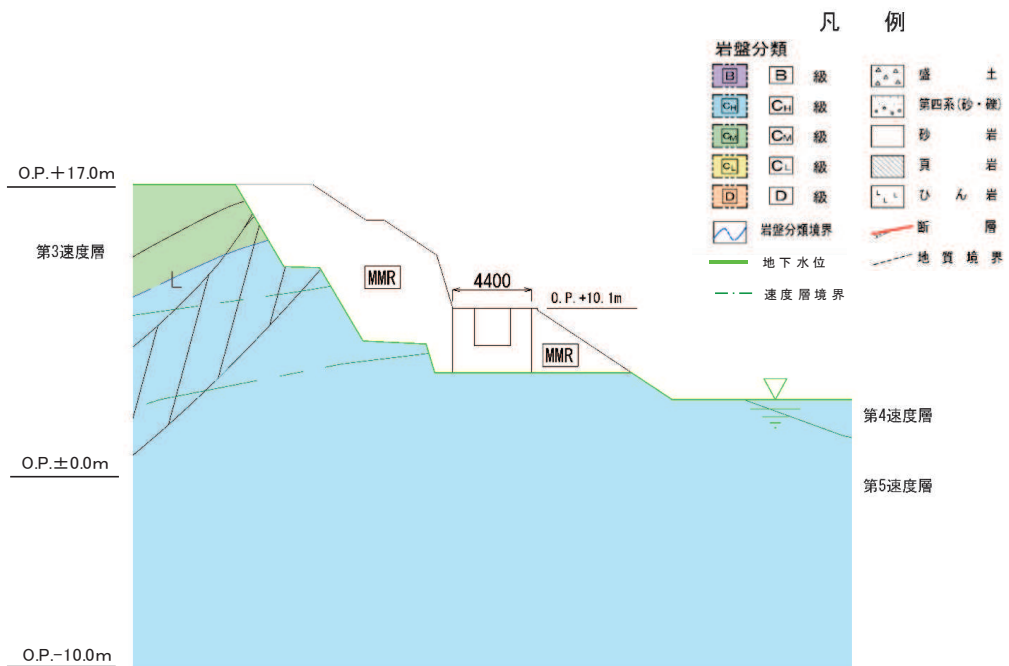 凡 例
岩盤分類
B B 級
CH CH 級
CM CM 級
CL CL 級
D D 級
岩盤分類境界
地下水位
速度層境界
盛 土
第四系(砂・礫)
砂 岩
頁 岩
ひ ん 岩
断 層
地 質 境 界
O.P.+17.0m
第3速度層
MMR
4400
O.P.+10.1m
MMR
第4速度層
O.P.±0.0m
第5速度層
O.P.-10.0m